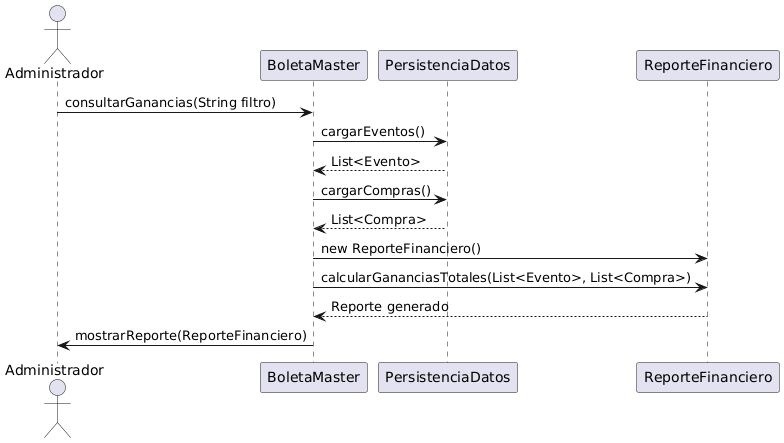 Administrador
BoletaMaster
PersistenciaDatos
ReporteFinanciero
consultarGanancias(String filtro)
cargarEventos()
List<Evento>
cargarCompras()
List<Compra>
new ReporteFinanciero()
calcularGananciasTotales(List<Evento>, List<Compra>)
Reporte generado
mostrarReporte(ReporteFinanciero)
Administrador
BoletaMaster
PersistenciaDatos
ReporteFinanciero